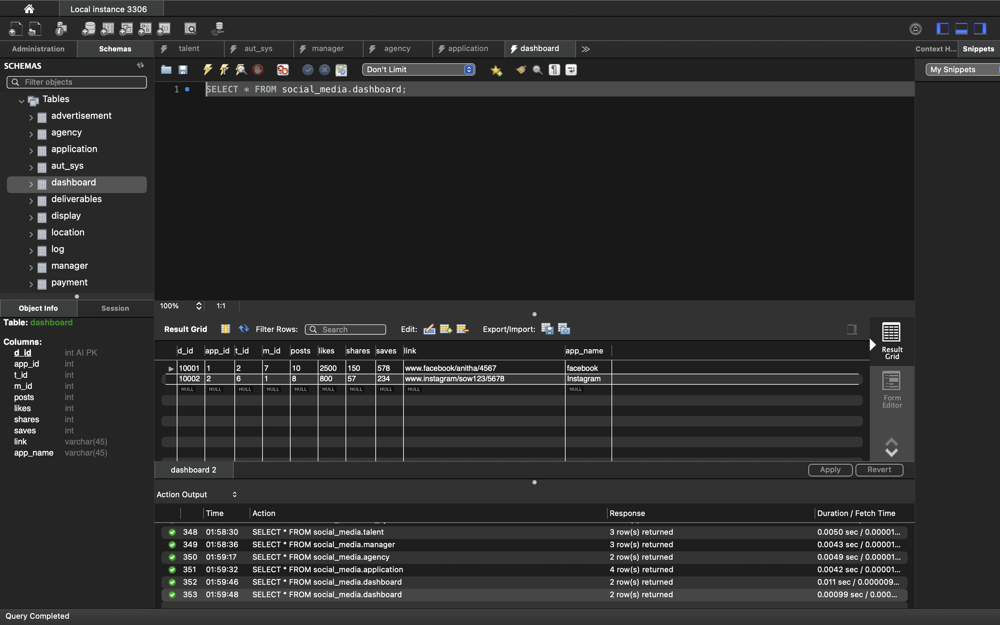 Local instance 3306
Administration
Schemas
talent
aut_sys
manager
agency
application
dashboard
Context H...
Snippets
SCHEMAS
Filter objects
Don't Limit
My Snippets
1 SELECT * FROM social_media.dashboard;
Tables
advertisement
agency
application
aut_sys
dashboard
deliverables
display
location
log
manager
payment
Object Info
Session
100%
1:1
Table: dashboard
Columns:
d_id int AI PK
app_id int
t_id int
m_id int
posts int
likes int
shares int
saves int
link varchar(45)
app_name varchar(45)
Result Grid
Filter Rows:
Search
Edit:
Export/Import:
d_id app_id t_id m_id posts likes shares saves link app_name
10001 1 2 7 10 2500 150 578 www.facebook/anitha/4567 facebook
10002 2 6 1 8 800 57 234 www.instagram/sow123/5678 Instagram
NULL NULL NULL NULL NULL NULL NULL NULL NULL NULL
Result
Grid
Form
Editor
dashboard 2
Apply
Revert
Action Output
Time Action Response Duration / Fetch Time
348 01:58:30 SELECT * FROM social_media.talent 3 row(s) returned 0.0050 sec / 0.00001...
349 01:58:36 SELECT * FROM social_media.manager 3 row(s) returned 0.0043 sec / 0.00001...
350 01:59:17 SELECT * FROM social_media.agency 2 row(s) returned 0.0049 sec / 0.00001...
351 01:59:32 SELECT * FROM social_media.application 4 row(s) returned 0.0042 sec / 0.00001...
352 01:59:46 SELECT * FROM social_media.dashboard 2 row(s) returned 0.011 sec / 0.000009...
353 01:59:48 SELECT * FROM social_media.dashboard 2 row(s) returned 0.00099 sec / 0.000...
Query Completed